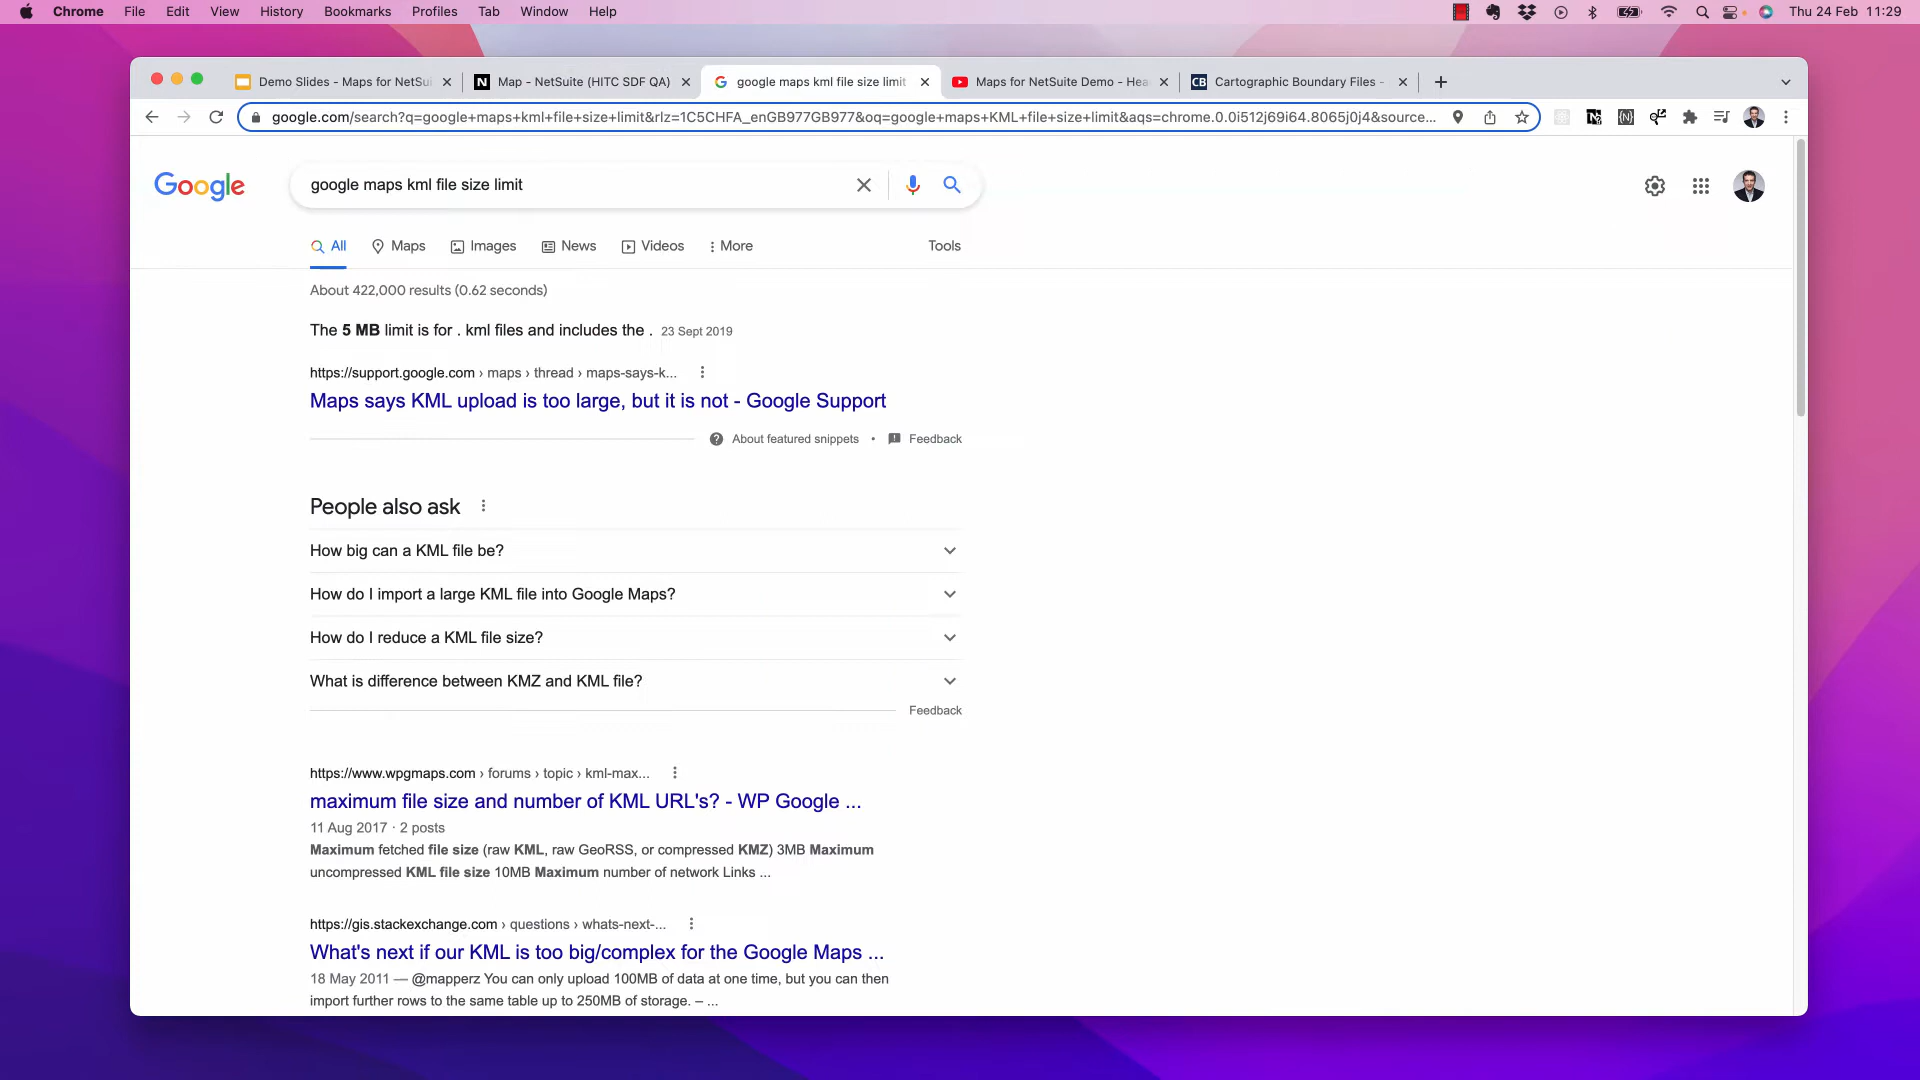 Chrome File Edit View History Bookmarks Profiles Tab Window Help Thu 24 Feb 11:29
Demo Slides - Maps for NetSui Map - NetSuite (HITC SDF QA) google maps kml file size limit Maps for NetSuite Demo - Hea Cartographic Boundary Files -
google.com/search?q=google+maps+kml+file+size+limit&rlz=1C5CHFA_enGB977GB977&oq=google+maps+KML+file+size+limit&aqs=chrome.0.0i512j69i64.8065j0j4&source...
Google google maps kml file size limit
All Maps Images News Videos More Tools
About 422,000 results (0.62 seconds)
The 5 MB limit is for . kml files and includes the . 23 Sept 2019
https://support.google.com › maps › thread › maps-says-k...
Maps says KML upload is too large, but it is not - Google Support
About featured snippets • Feedback
People also ask
How big can a KML file be?
How do I import a large KML file into Google Maps?
How do I reduce a KML file size?
What is difference between KMZ and KML file?
Feedback
https://www.wpgmaps.com › forums › topic › kml-max...
maximum file size and number of KML URL's? - WP Google ...
11 Aug 2017 · 2 posts
Maximum fetched file size (raw KML, raw GeoRSS, or compressed KMZ) 3MB Maximum
uncompressed KML file size 10MB Maximum number of network Links ...
https://gis.stackexchange.com › questions › whats-next-...
What's next if our KML is too big/complex for the Google Maps ...
18 May 2011 — @mapperz You can only upload 100MB of data at one time, but you can then
import further rows to the same table up to 250MB of storage. – ...